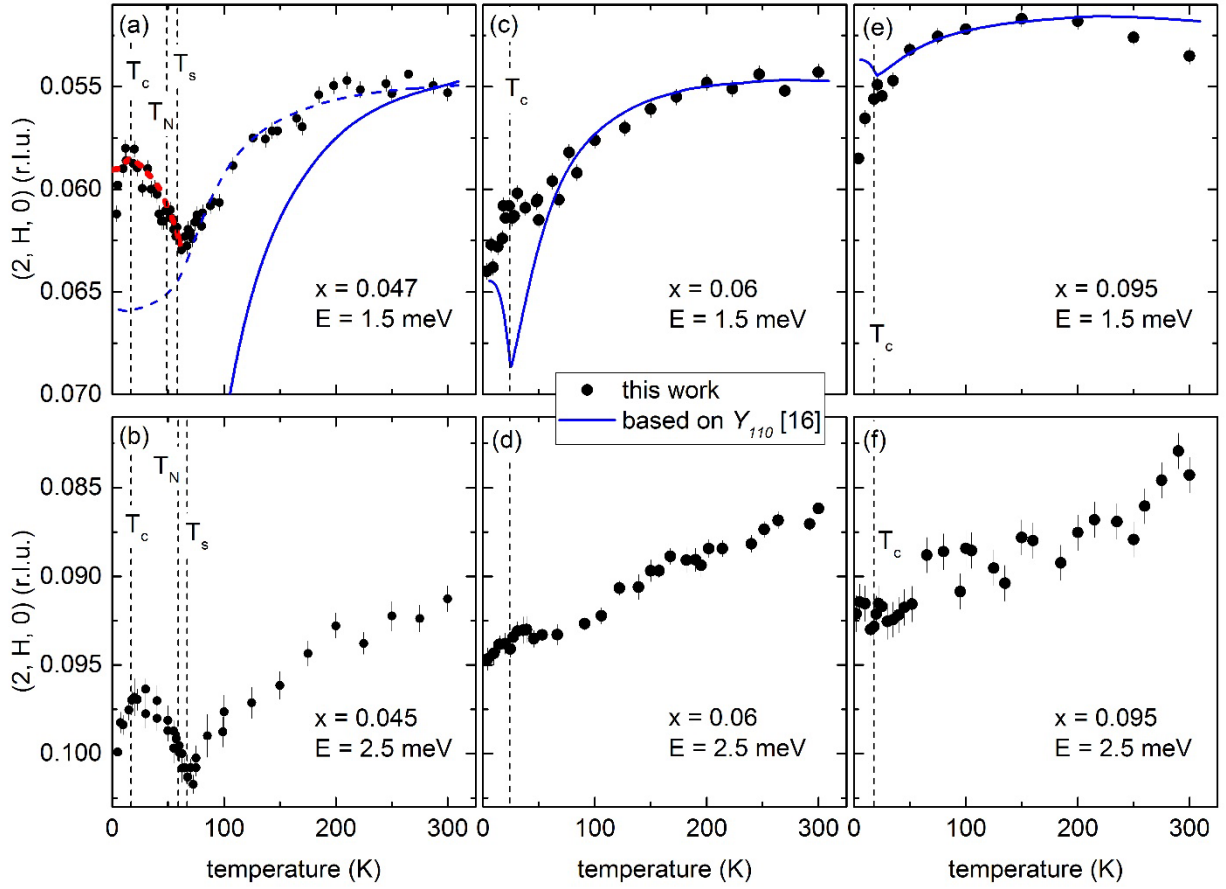 (a)
T_c
T_N
T_s
x = 0.047
E = 1.5 meV
(c)
T_c
x = 0.06
E = 1.5 meV
(e)
T_c
x = 0.095
E = 1.5 meV
0.055
0.060
0.065
0.070
(2, H, 0) (r.l.u.)
this work
based on Y_110 [16]
(b)
T_N
T_c
T_s
x = 0.045
E = 2.5 meV
(d)
x = 0.06
E = 2.5 meV
(f)
T_c
x = 0.095
E = 2.5 meV
0.085
0.090
0.095
0.100
(2, H, 0) (r.l.u.)
0 100 200 300
0 100 200 300
0 100 200 300
temperature (K)
temperature (K)
temperature (K)